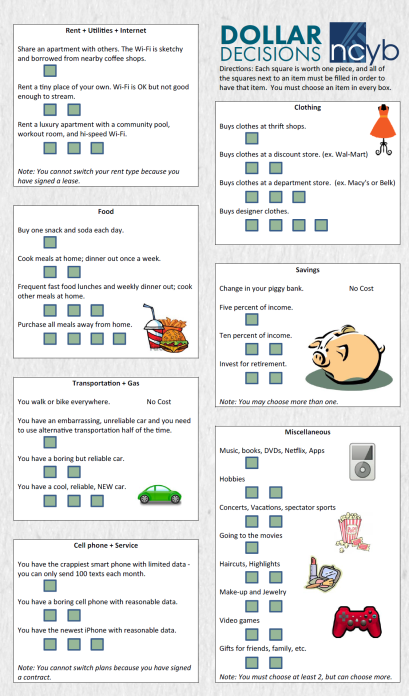 Rent + Utilities + Internet
Share an apartment with others. The Wi-Fi is sketchy
and borrowed from nearby coffee shops.
Rent a tiny place of your own. Wi-Fi is OK but not good
enough to stream.
Rent a luxury apartment with a community pool,
workout room, and hi-speed Wi-Fi.
Note: You cannot switch your rent type because you
have signed a lease.
Food
Buy one snack and soda each day.
Cook meals at home; dinner out once a week.
Frequent fast food lunches and weekly dinner out; cook
other meals at home.
Purchase all meals away from home.
Transportation + Gas
You walk or bike everywhere. No Cost
You have an embarrassing, unreliable car and you need
to use alternative transportation half of the time.
You have a boring but reliable car.
You have a cool, reliable, NEW car.
Cell phone + Service
You have the crappiest smart phone with limited data -
you can only send 100 texts each month.
You have a boring cell phone with reasonable data.
You have the newest iPhone with reasonable data.
Note: You cannot switch plans because you have signed
a contract.
DOLLAR
DECISIONS
ncyb
Directions: Each square is worth one piece, and all of
the squares next to an item must be filled in order to
have that item. You must choose an item in every box.
Clothing
Buys clothes at thrift shops.
Buys clothes at a discount store. (ex. Wal-Mart)
Buys clothes at a department store. (ex. Macy's or Belk)
Buys designer clothes.
Savings
Change in your piggy bank. No Cost
Five percent of income.
Ten percent of income.
Invest for retirement.
Note: You may choose more than one.
Miscellaneous
Music, books, DVDs, Netflix, Apps
Hobbies
Concerts, Vacations, spectator sports
Going to the movies
Haircuts, Highlights
Make-up and Jewelry
Video games
Gifts for friends, family, etc.
Note: You must choose at least 2, but can choose more.